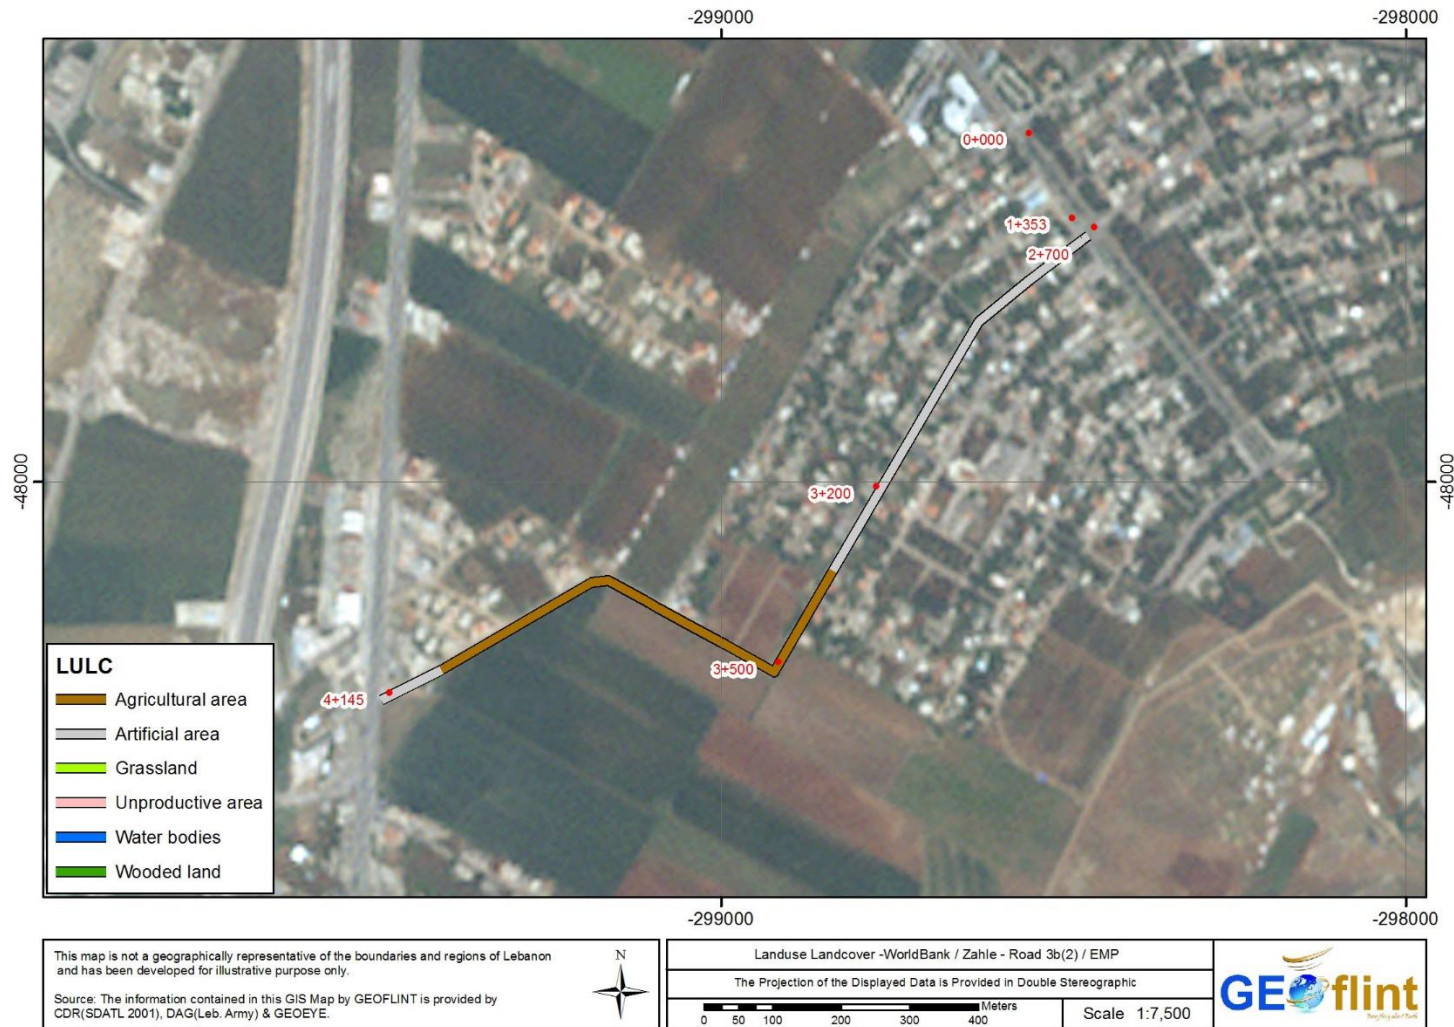 -299000
-298000
0+000
1+353
2+700
-48000
-48000
3+200
3+500
4+145
LULC
Agricultural area
Artificial area
Grassland
Unproductive area
Water bodies
Wooded land
-299000
-298000
This map is not a geographically representative of the boundaries and regions of Lebanon
and has been developed for illustrative purpose only.
Source: The information contained in this GIS Map by GEOFLINT is provided by
CDR(SDATL 2001), DAG(Leb. Army) & GEOEYE.
N
Landuse Landcover -WorldBank / Zahle - Road 3b(2) / EMP
The Projection of the Displayed Data is Provided in Double Stereographic
Meters
0 50 100 200 300 400
Scale 1:7,500
GEOflint